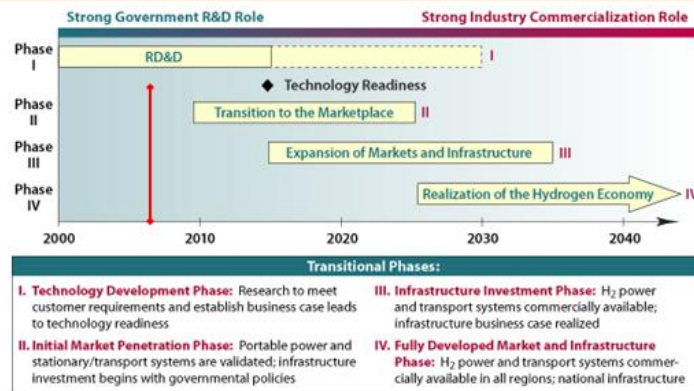 Strong Government R&D Role
Strong Industry Commercialization Role
Phase I
RD&D
I
Technology Readiness
Phase II
Transition to the Marketplace
II
Phase III
Expansion of Markets and Infrastructure
III
Phase IV
Realization of the Hydrogen Economy
IV
2000 2010 2020 2030 2040
Transitional Phases:
I. Technology Development Phase: Research to meet
customer requirements and establish business case leads
to technology readiness
II. Initial Market Penetration Phase: Portable power and
stationary/transport systems are validated; infrastructure
investment begins with governmental policies
III. Infrastructure Investment Phase: H₂ power
and transport systems commercially available;
infrastructure business case realized
IV. Fully Developed Market and Infrastructure
Phase: H₂ power and transport systems commer-
cially available in all regions; national infrastructure